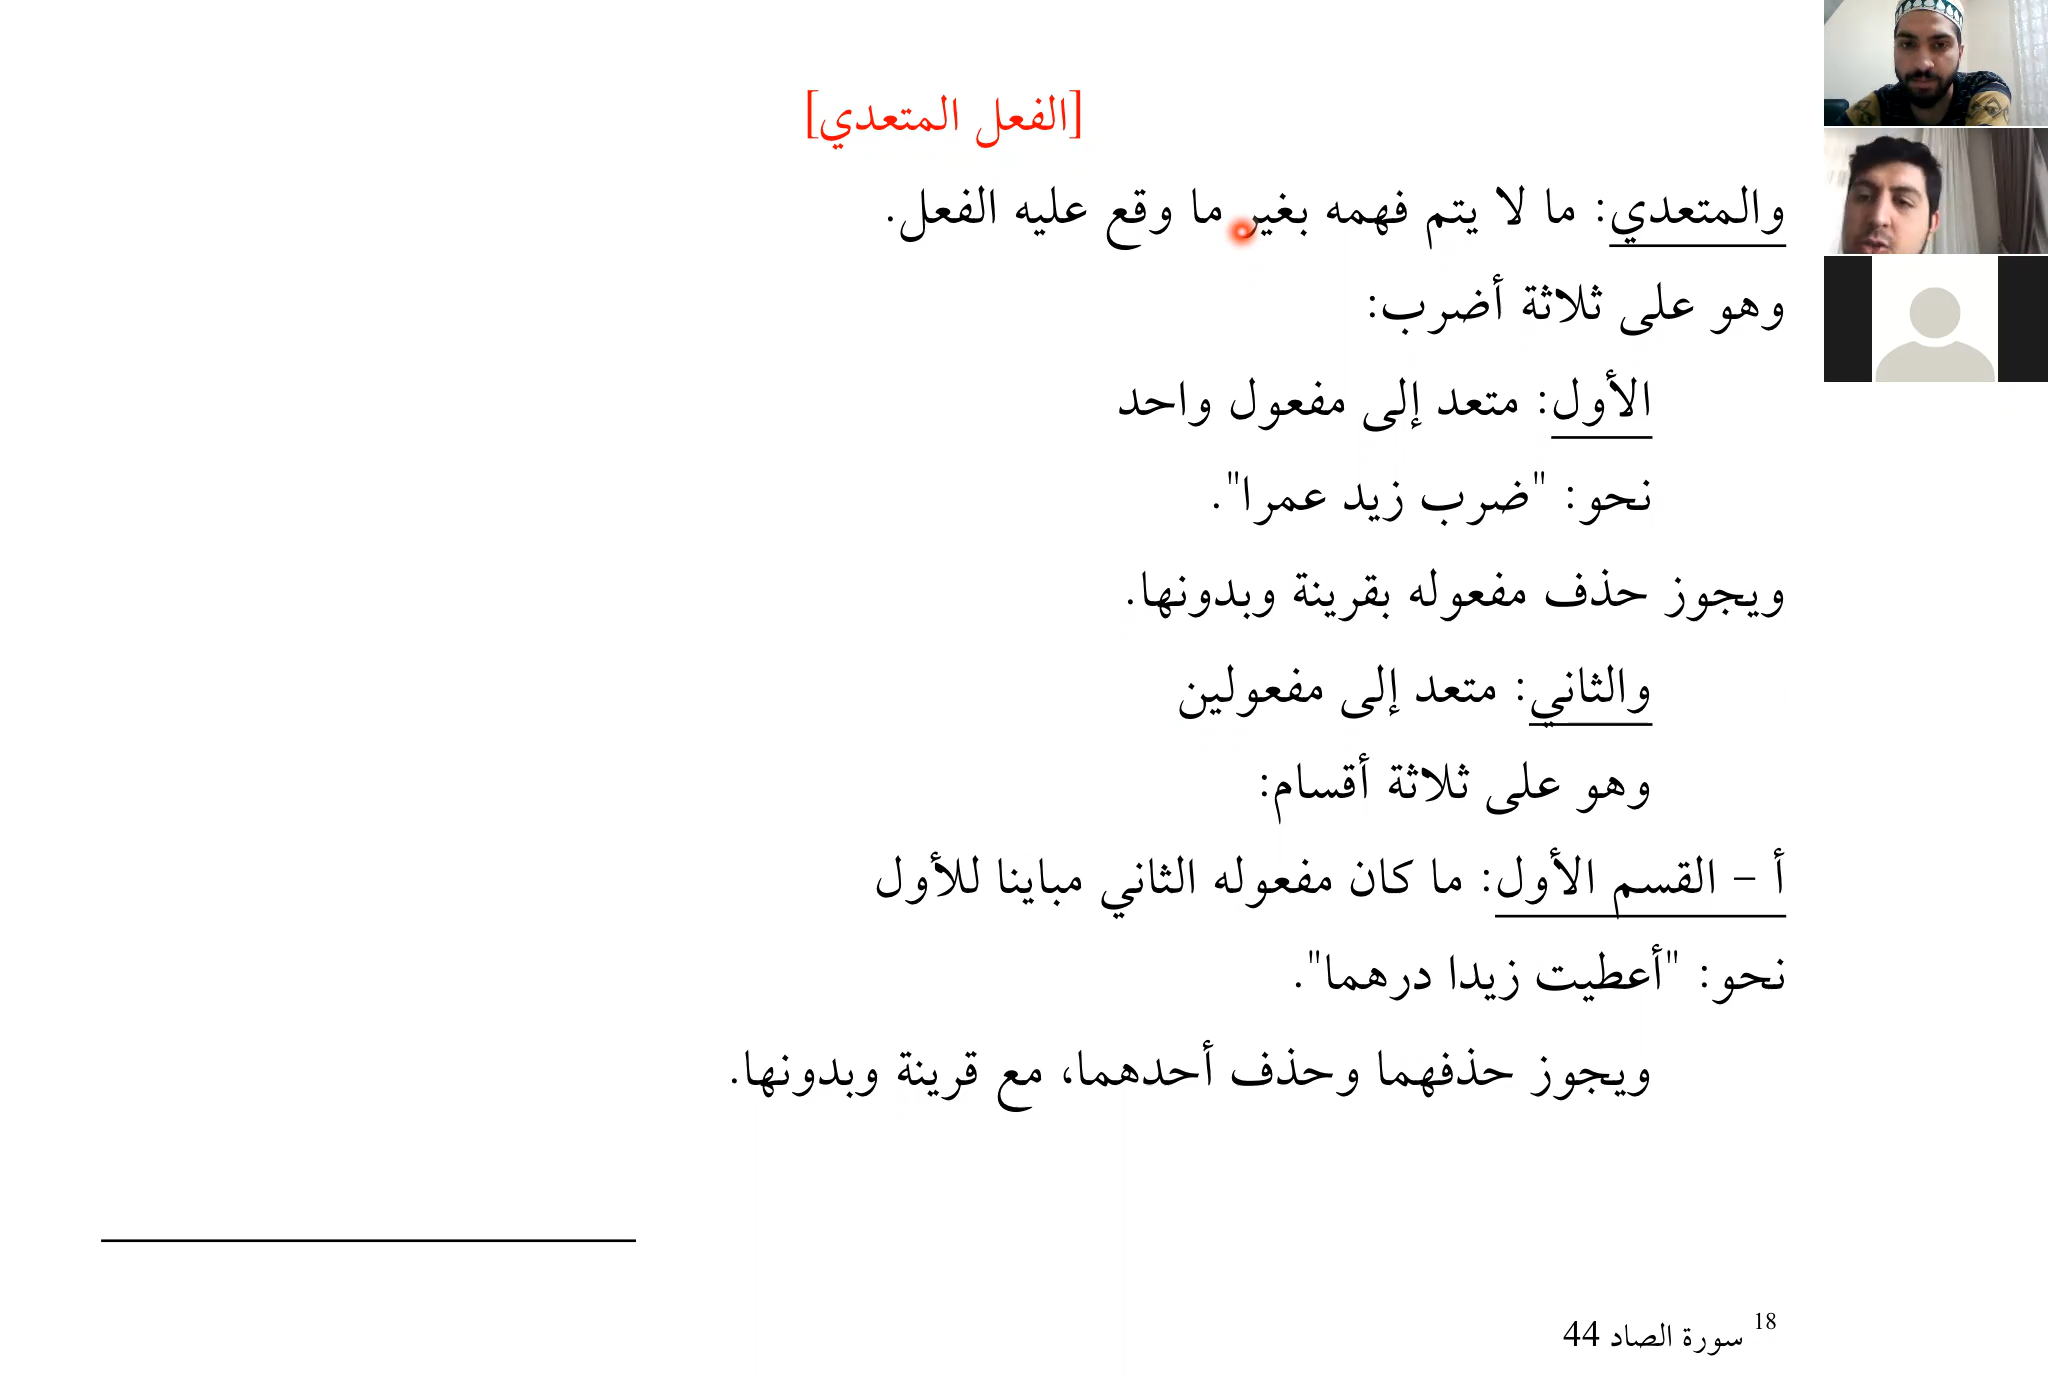 [الفعل المتعدي]
والمتعدي: ما لا يتم فهمه بغير ما وقع عليه الفعل.
وهو على ثلاثة أضرب:
الأول: متعد إلى مفعول واحد
نحو: "ضرب زيد عمرا".
ويجوز حذف مفعوله بقرينة وبدونها.
والثاني: متعد إلى مفعولين
وهو على ثلاثة أقسام:
أ – القسم الأول: ما كان مفعوله الثاني مباينا للأول
نحو: "أعطيت زيدا درهما".
ويجوز حذفهما وحذف أحدهما، مع قرينة وبدونها.
18 سورة الصاد 44